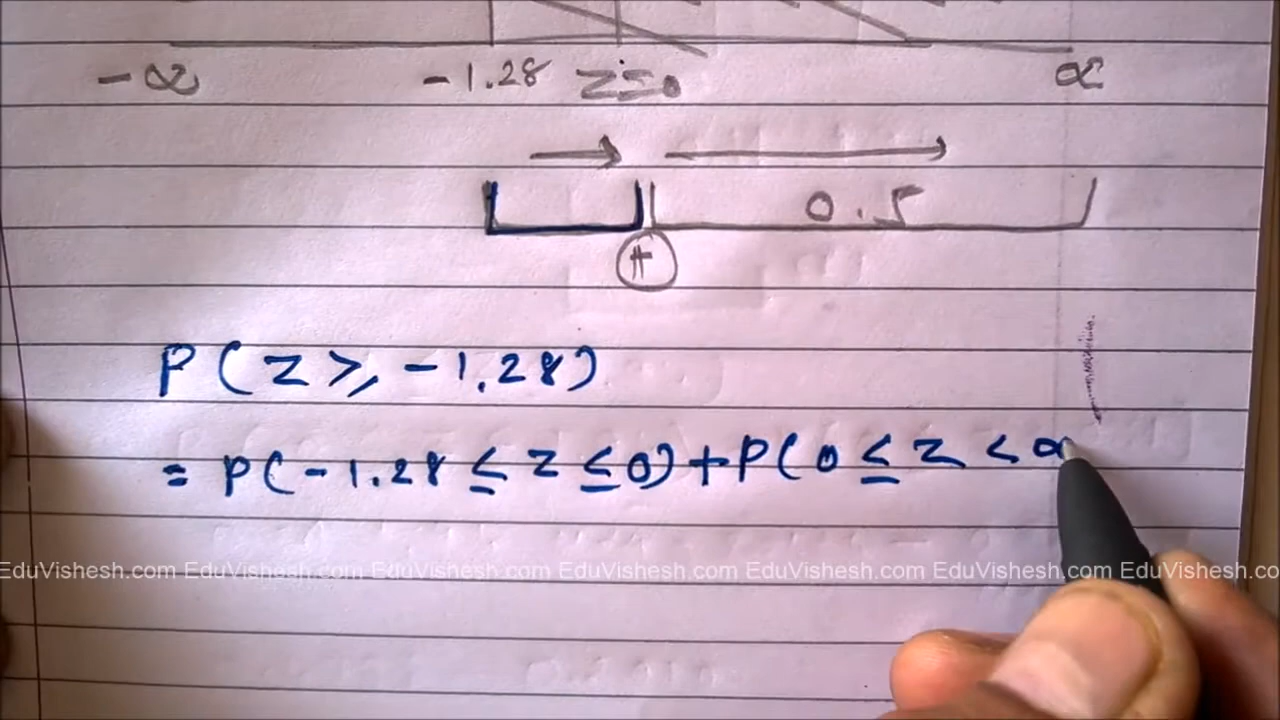 -∝ -1.28 Z=0 ∝
0.5
+
P(Z ≥ -1.28)
= P(-1.28 ≤ Z ≤ 0) + P(0 ≤ Z < ∝
EduVishesh.com EduVishesh.com EduVishesh.com EduVishesh.com EduVishesh.com EduVishesh.com EduVishesh.co